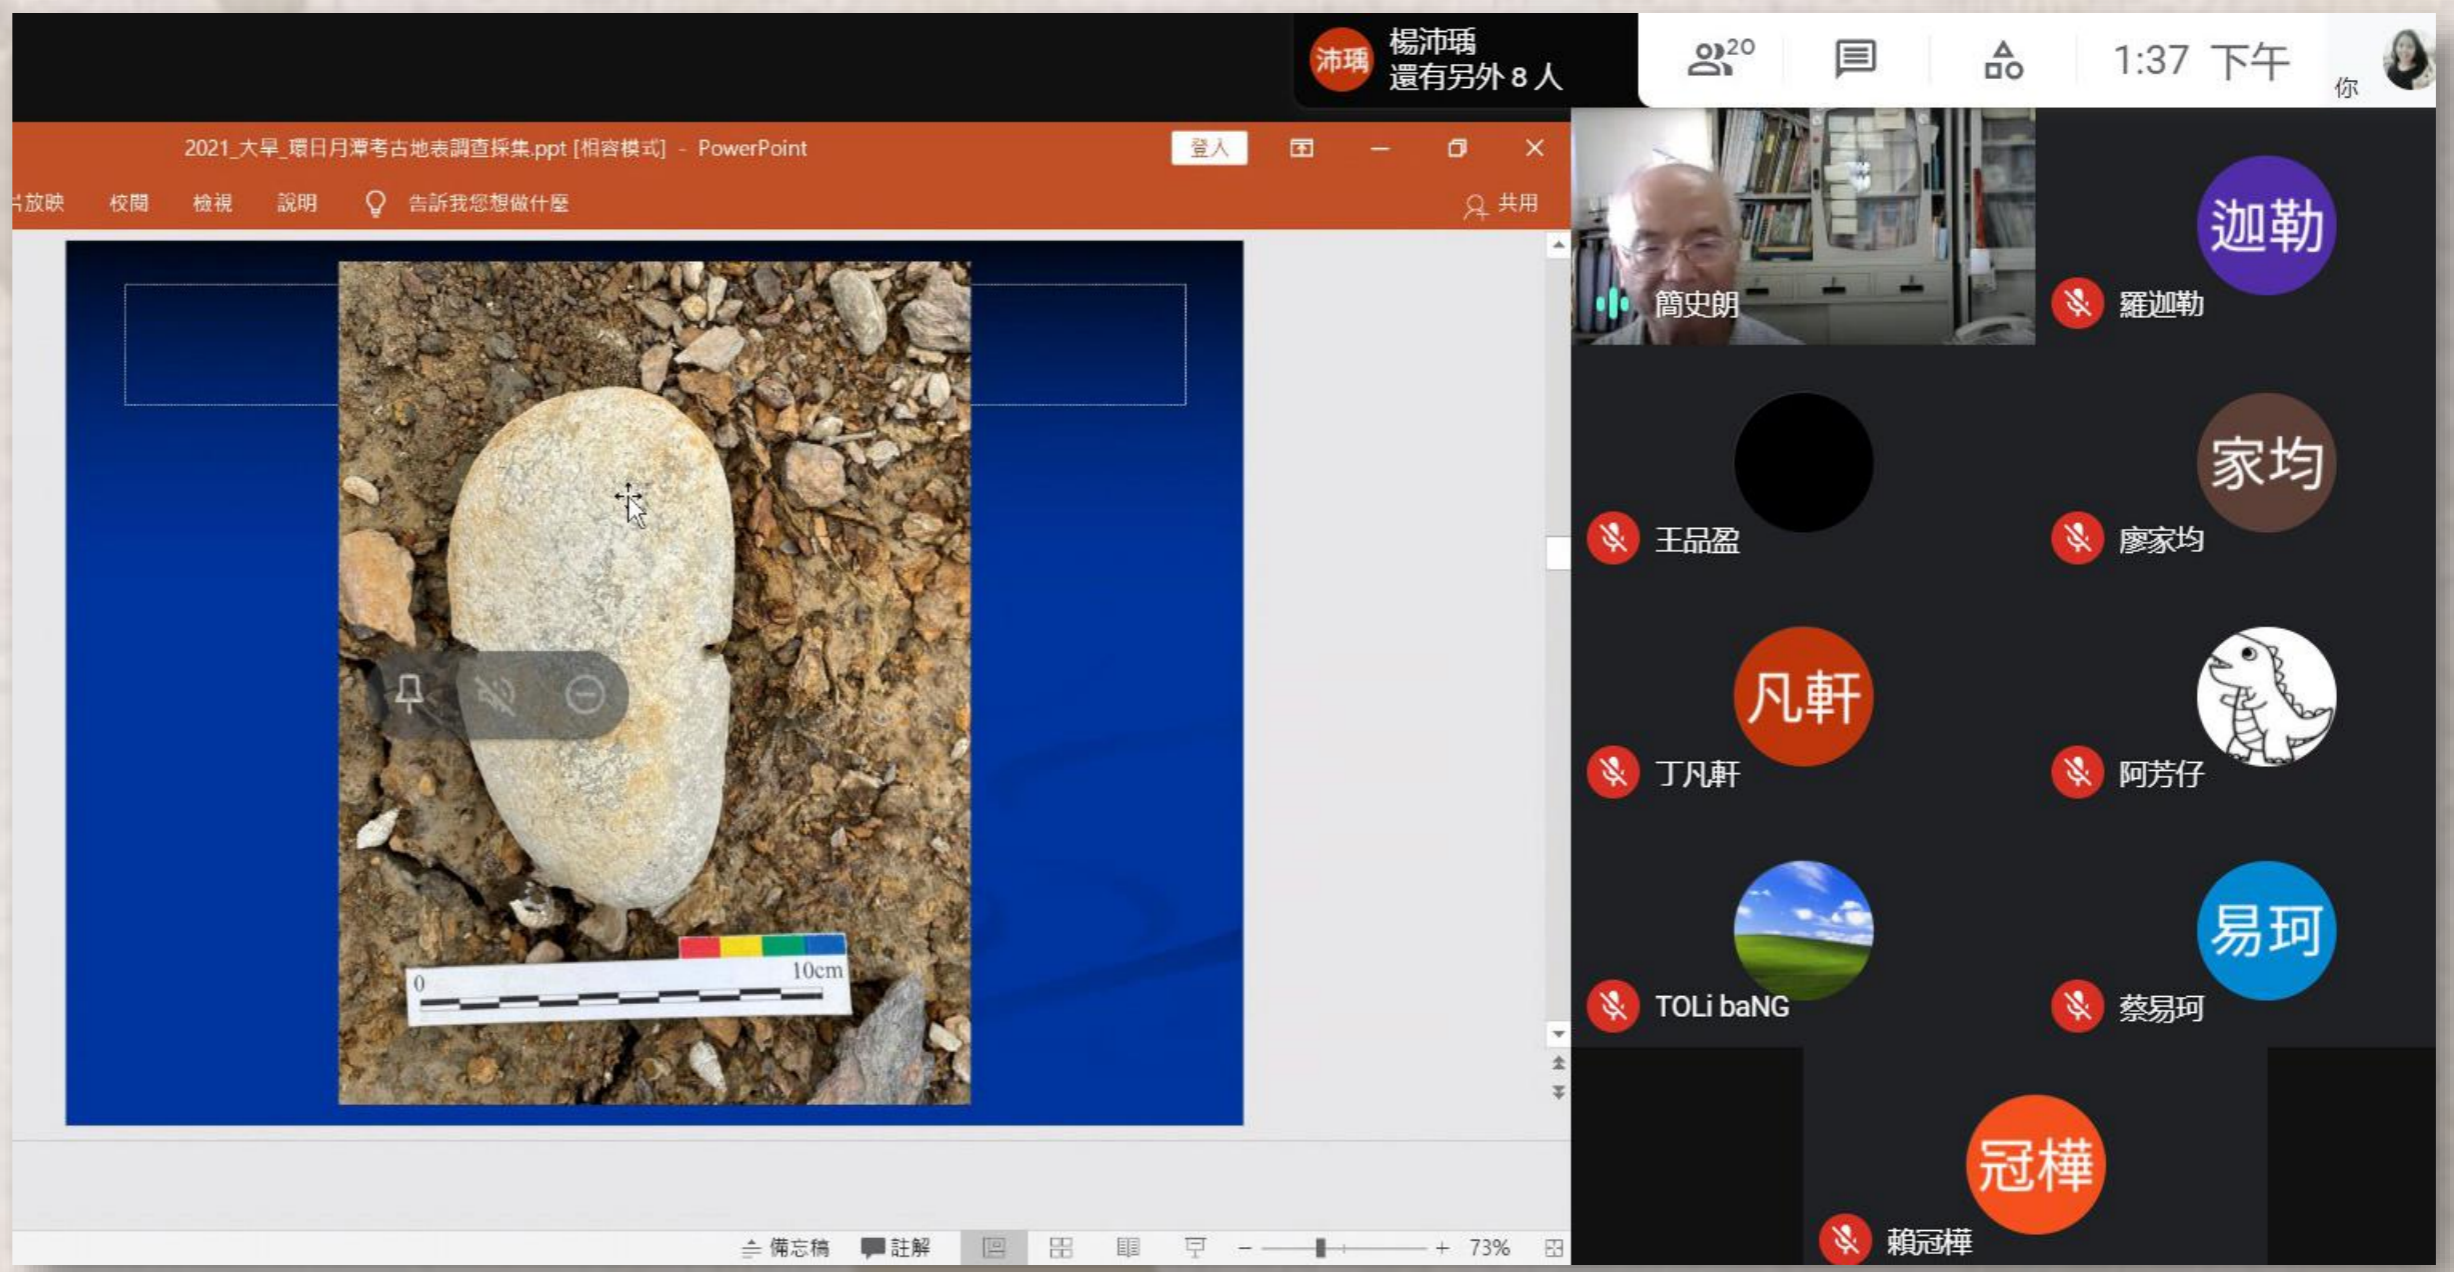 沛瑀
楊沛瑀
還有另外 8 人
20
1:37 下午
你
2021_大旱_環日月潭考古地表調查採集.ppt [相容模式] - PowerPoint
登入
片放映 校閱 檢視 說明 告訴我您想做什麼
共用
0
10cm
簡史朗
迦勒
羅迦勒
王品盈
家均
廖家均
凡軒
丁凡軒
阿芳仔
TOLi baNG
易珂
蔡易珂
冠樺
賴冠樺
備忘稿 註解 73%